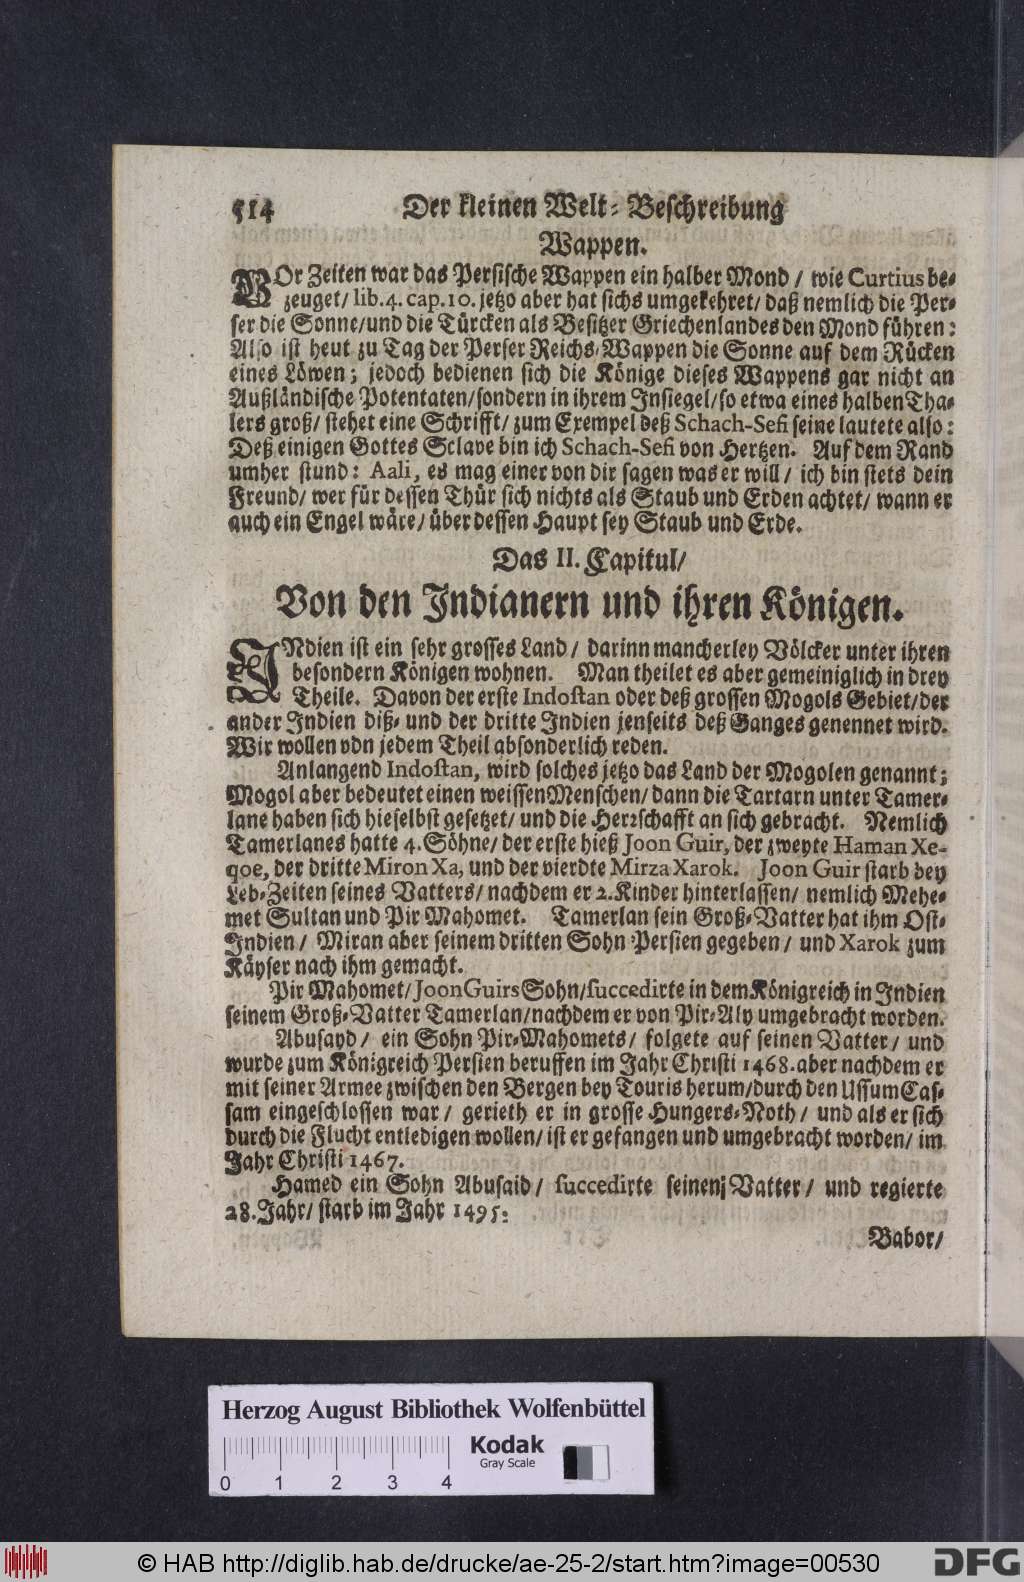 514 Der kleinen Welt-Beschreibung
Wappen.
VOr Zeiten war das Persische Wappen ein halber Mond / wie Curtius be-
zeuget/ lib. 4. cap. 10. jetzo aber hat sichs umgekehret/ daß nemlich die Per-
ser die Sonne/und die Türcken als Besitzer Griechenlandes den Mond führen:
Also ist heut zu Tag der Perser Reichs-Wappen die Sonne auf dem Rücken
eines Löwen; jedoch bedienen sich die Könige dieses Wappens gar nicht an
Außländische Potentaten/sondern in ihrem Insiegel/so etwa eines halben Tha-
lers groß/ stehet eine Schrifft/ zum Exempel deß Schach-Sefi seine lautete also:
Deß einigen Gottes Sclave bin ich Schach-Sefi von Hertzen. Auf dem Rand
umher stund: Aali, es mag einer von dir sagen was er will/ ich bin stets dein
Freund/ wer für dessen Thür sich nichts als Staub und Erden achtet/ wann er
auch ein Engel wäre/ über dessen Haupt sey Staub und Erde.
Das II. Capitul/
Von den Indianern und ihren Königen.
INdien ist ein sehr grosses Land/ darinn mancherley Völcker unter ihren
besondern Königen wohnen. Man theilet es aber gemeiniglich in drey
Theile. Davon der erste Indostan oder deß grossen Mogols Gebiet/der
ander Indien diß- und der dritte Indien jenseits deß Ganges genennet wird.
Wir wollen vdn jedem Theil absonderlich reden.
Anlangend Indostan, wird solches jetzo das Land der Mogolen genannt;
Mogol aber bedeutet einen weissen Menschen/ dann die Tartarn unter Tamer-
lane haben sich hieselbst gesetzet/ und die Herrschafft an sich gebracht. Nemlich
Tamerlanes hatte 4. Söhne/ der erste hieß Joon Guir, der zweyte Haman Xe-
qoe, der dritte Miron Xa, und der vierdte Mirza Xarok. Joon Guir starb bey
Leb-Zeiten seines Vatters/ nachdem er 2. Kinder hinterlassen/ nemlich Mehe-
met Sultan und Pir Mahomet. Tamerlan sein Groß-Vatter hat ihm Ost-
Indien/ Miran aber seinem dritten Sohn Persien gegeben/ und Xarok zum
Käyser nach ihm gemacht.
Pir Mahomet/ Joon Guirs Sohn/succedirte in dem Königreich in Indien
seinem Groß-Vatter Tamerlan/nachdem er von Pir-Aly umgebracht worden.
Abusayd/ ein Sohn Pir-Mahomets/ folgete auf seinen Vatter/ und
wurde zum Königreich Persien beruffen im Jahr Christi 1468. aber nachdem er
mit seiner Armee zwischen den Bergen bey Touris herum/durch den Ussum Cas-
sam eingeschlossen war/ gerieth er in grosse Hungers-Noth/ und als er sich
durch die Flucht entledigen wollen/ ist er gefangen und umgebracht worden/ im
Jahr Christi 1467.
Hamed ein Sohn Abusaid/ succedirte seinem Vatter/ und regierte
28. Jahr/ starb im Jahr 1495.
Babor/
Herzog August Bibliothek Wolfenbüttel
Kodak
Gray Scale
0 1 2 3 4
© HAB http://diglib.hab.de/drucke/ae-25-2/start.htm?image=00530
DFG